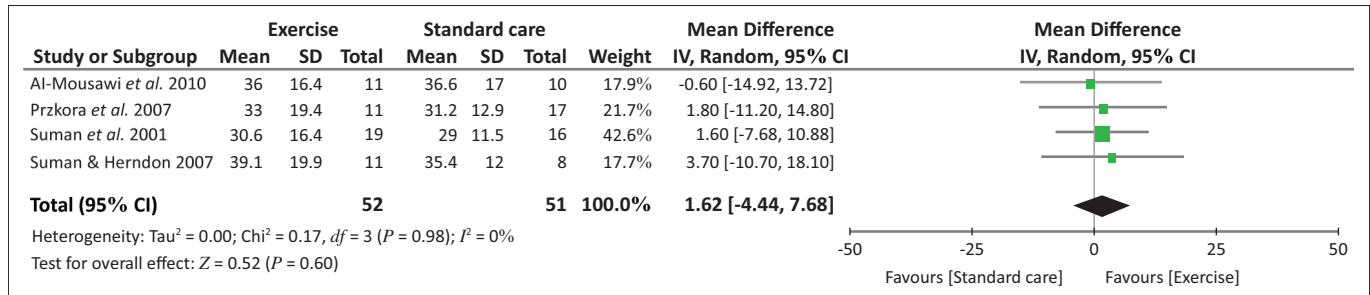 Exercise Standard care Mean Difference Mean Difference
Study or Subgroup Mean SD Total Mean SD Total Weight IV, Random, 95% CI IV, Random, 95% CI
Al-Mousawi et al. 2010 36 16.4 11 36.6 17 10 17.9% -0.60 [-14.92, 13.72]
Przkora et al. 2007 33 19.4 11 31.2 12.9 17 21.7% 1.80 [-11.20, 14.80]
Suman et al. 2001 30.6 16.4 19 29 11.5 16 42.6% 1.60 [-7.68, 10.88]
Suman & Herndon 2007 39.1 19.9 11 35.4 12 8 17.7% 3.70 [-10.70, 18.10]
Total (95% CI) 52 51 100.0% 1.62 [-4.44, 7.68]
Heterogeneity: Tau² = 0.00; Chi² = 0.17, df = 3 (P = 0.98); I² = 0%
Test for overall effect: Z = 0.52 (P = 0.60)
-50 -25 0 25 50
Favours [Standard care] Favours [Exercise]